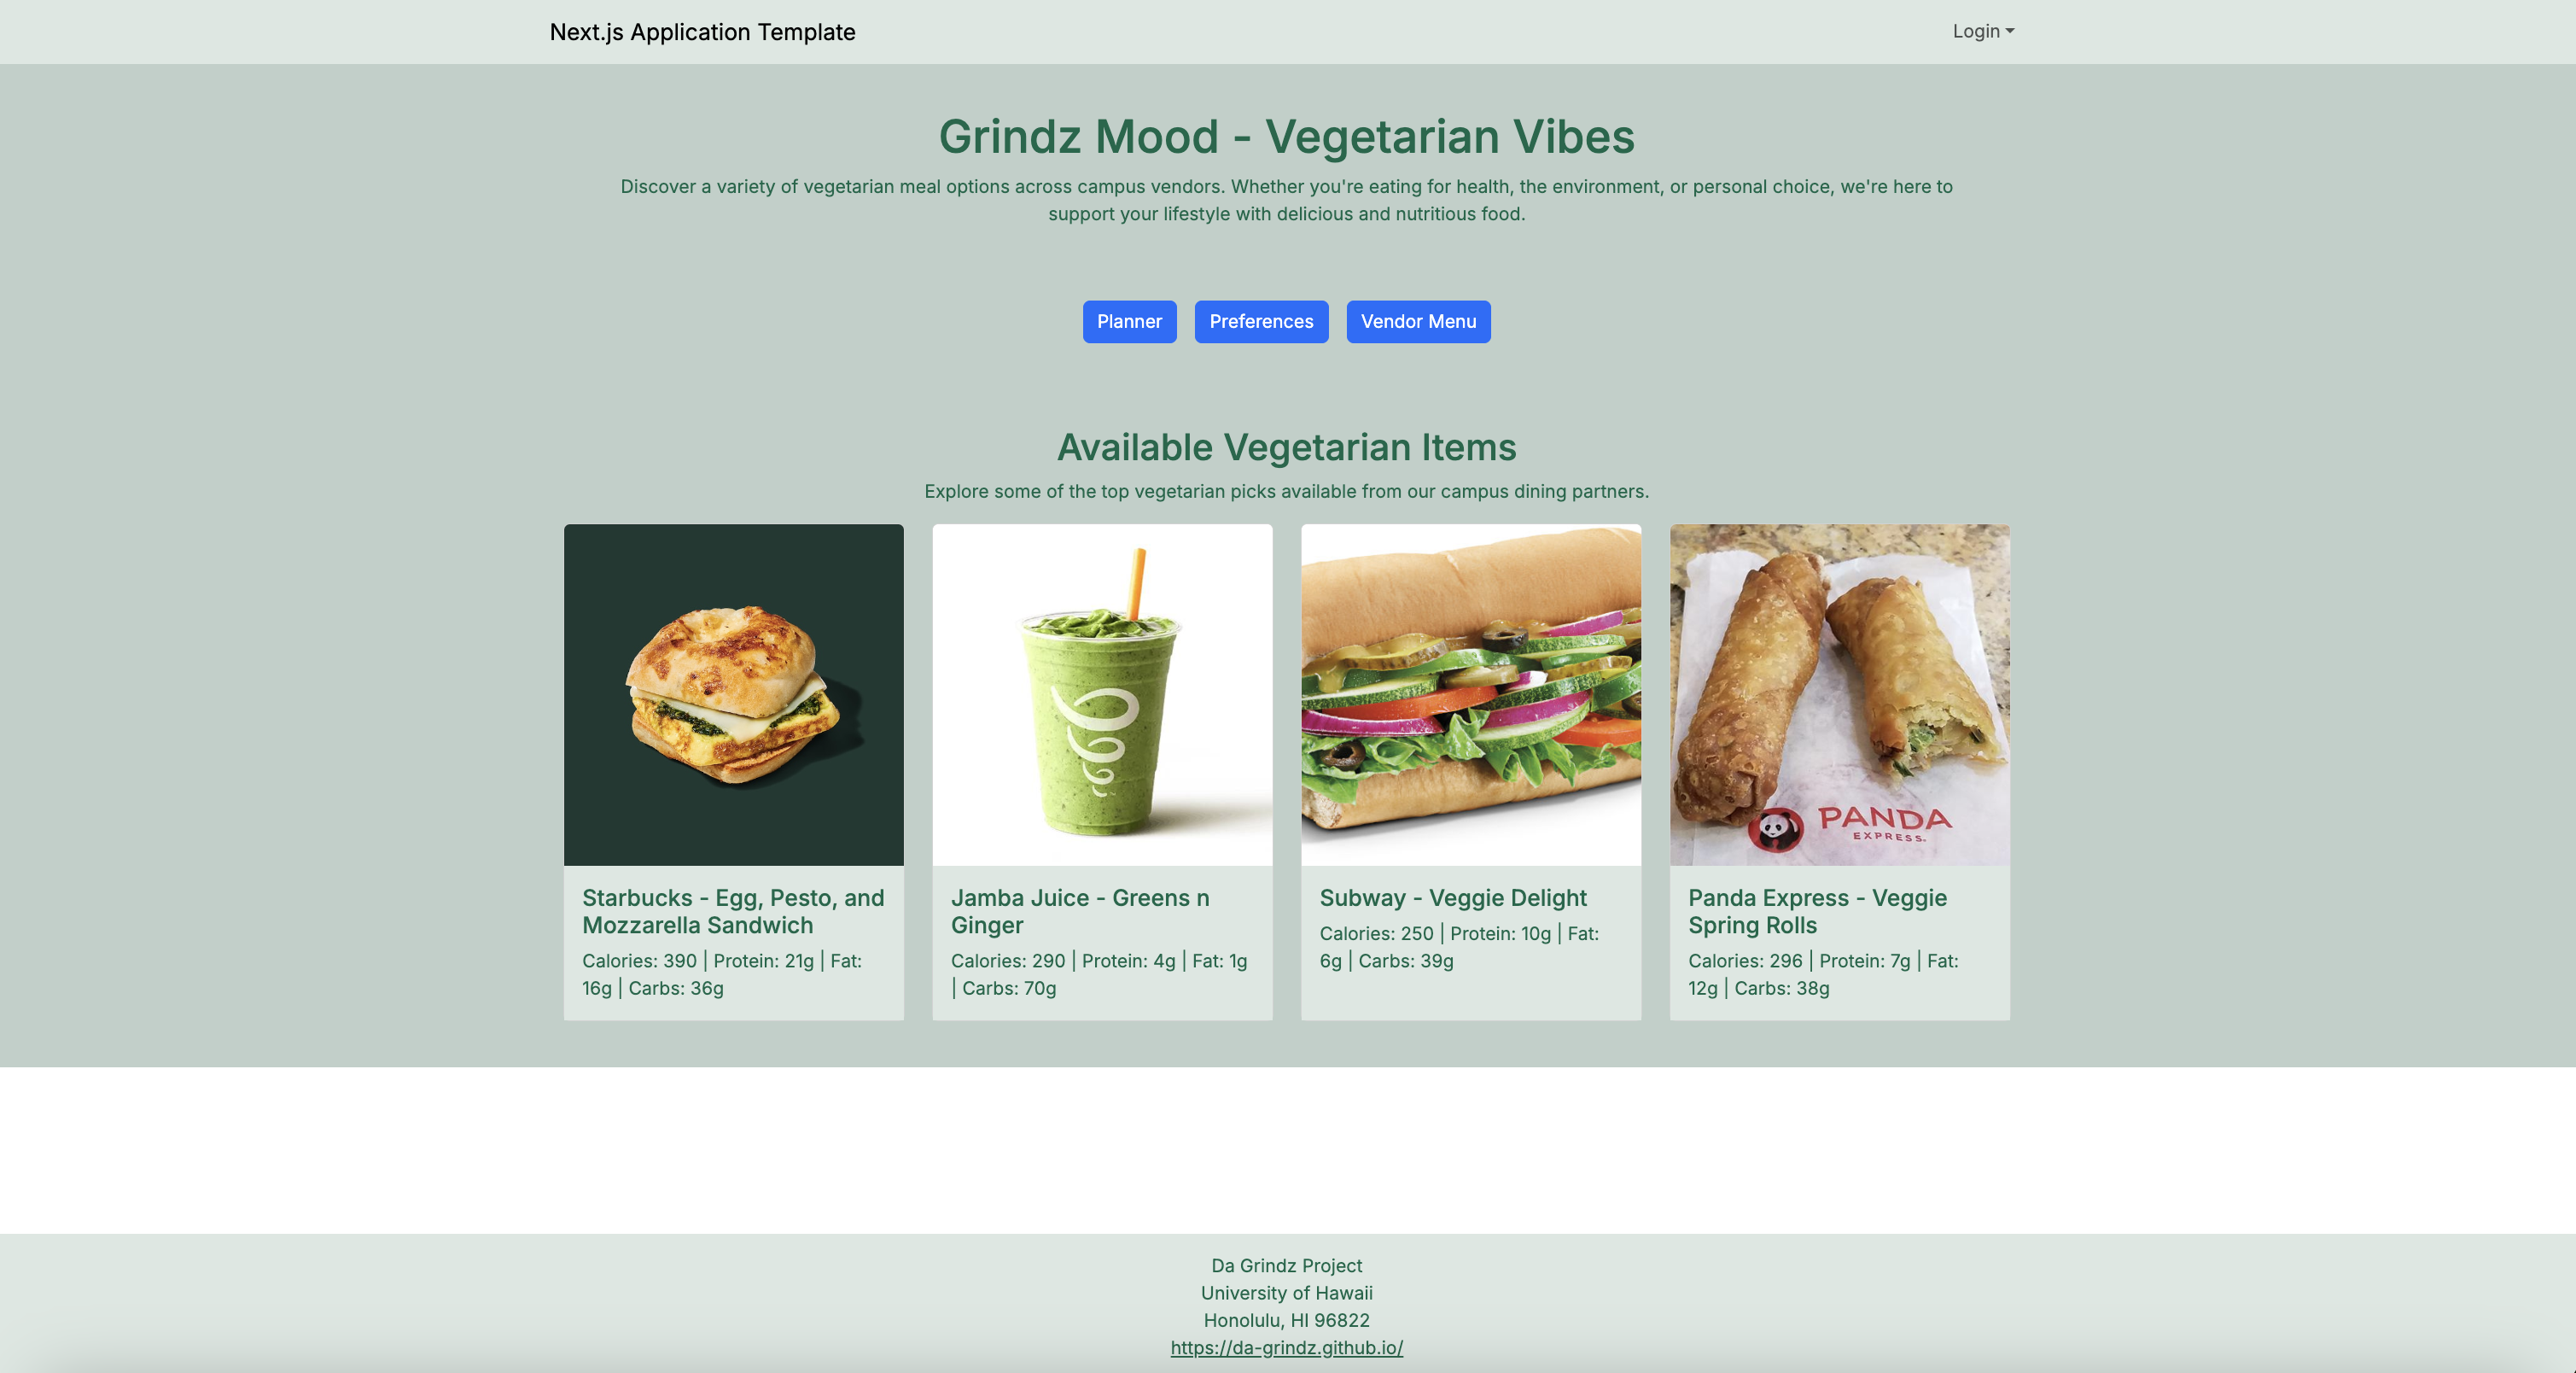 Next.js Application Template
Login
Grindz Mood - Vegetarian Vibes
Discover a variety of vegetarian meal options across campus vendors. Whether you're eating for health, the environment, or personal choice, we're here to
support your lifestyle with delicious and nutritious food.
Planner
Preferences
Vendor Menu
Available Vegetarian Items
Explore some of the top vegetarian picks available from our campus dining partners.
PANDA
EXPRESS
Starbucks - Egg, Pesto, and
Mozzarella Sandwich
Calories: 390 | Protein: 21g | Fat:
16g | Carbs: 36g
Jamba Juice - Greens n
Ginger
Calories: 290 | Protein: 4g | Fat: 1g
| Carbs: 70g
Subway - Veggie Delight
Calories: 250 | Protein: 10g | Fat:
6g | Carbs: 39g
Panda Express - Veggie
Spring Rolls
Calories: 296 | Protein: 7g | Fat:
12g | Carbs: 38g
Da Grindz Project
University of Hawaii
Honolulu, HI 96822
https://da-grindz.github.io/